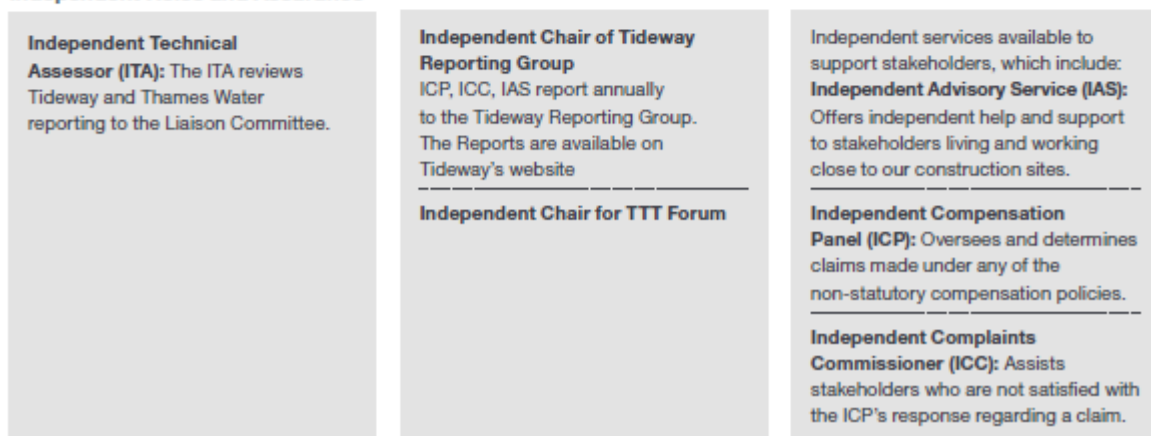 Independent Technical
Assessor (ITA): The ITA reviews
Tideway and Thames Water
reporting to the Liaison Committee.
Independent Chair of Tideway
Reporting Group
ICP, ICC, IAS report annually
to the Tideway Reporting Group.
The Reports are available on
Tideway's website
Independent Chair for TTT Forum
Independent services available to
support stakeholders, which include:
Independent Advisory Service (IAS):
Offers independent help and support
to stakeholders living and working
close to our construction sites.
Independent Compensation
Panel (ICP): Oversees and determines
claims made under any of the
non-statutory compensation policies.
Independent Complaints
Commissioner (ICC): Assists
stakeholders who are not satisfied with
the ICP's response regarding a claim.